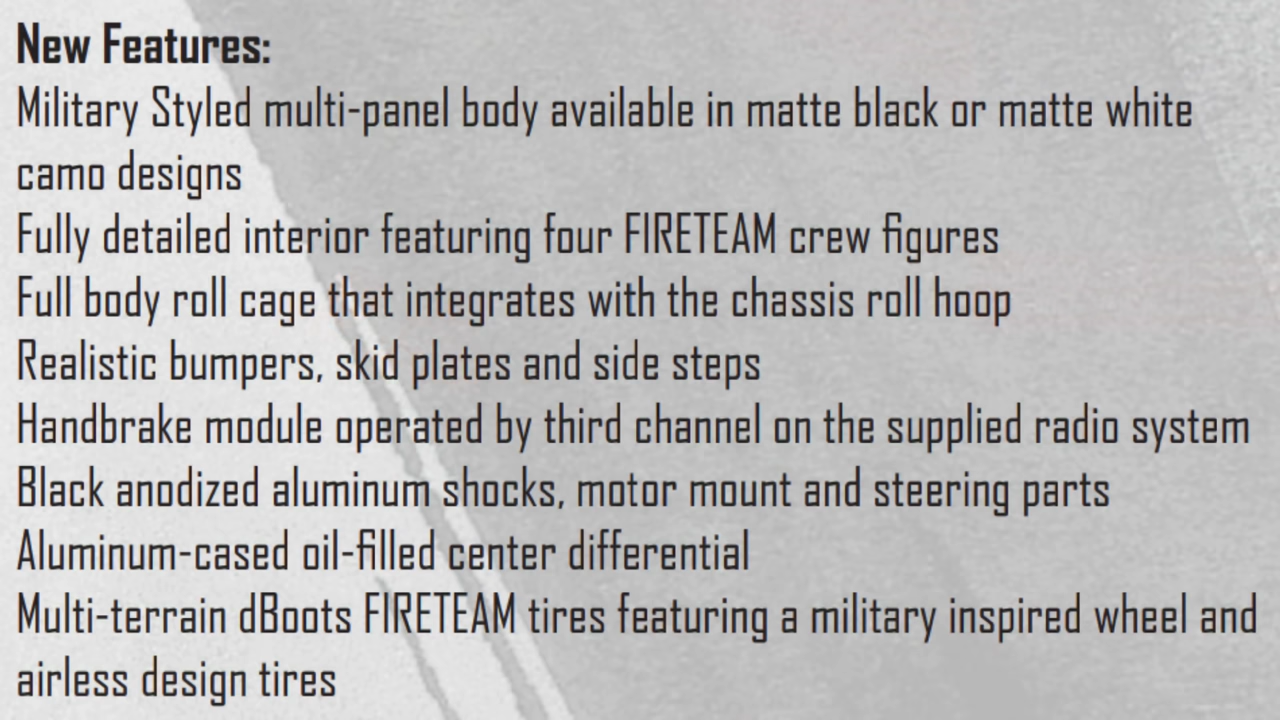 New Features:
Military Styled multi-panel body available in matte black or matte white
camo designs
Fully detailed interior featuring four FIRETEAM crew figures
Full body roll cage that integrates with the chassis roll hoop
Realistic bumpers, skid plates and side steps
Handbrake module operated by third channel on the supplied radio system
Black anodized aluminum shocks, motor mount and steering parts
Aluminum-cased oil-filled center differential
Multi-terrain dBoots FIRETEAM tires featuring a military inspired wheel and
airless design tires